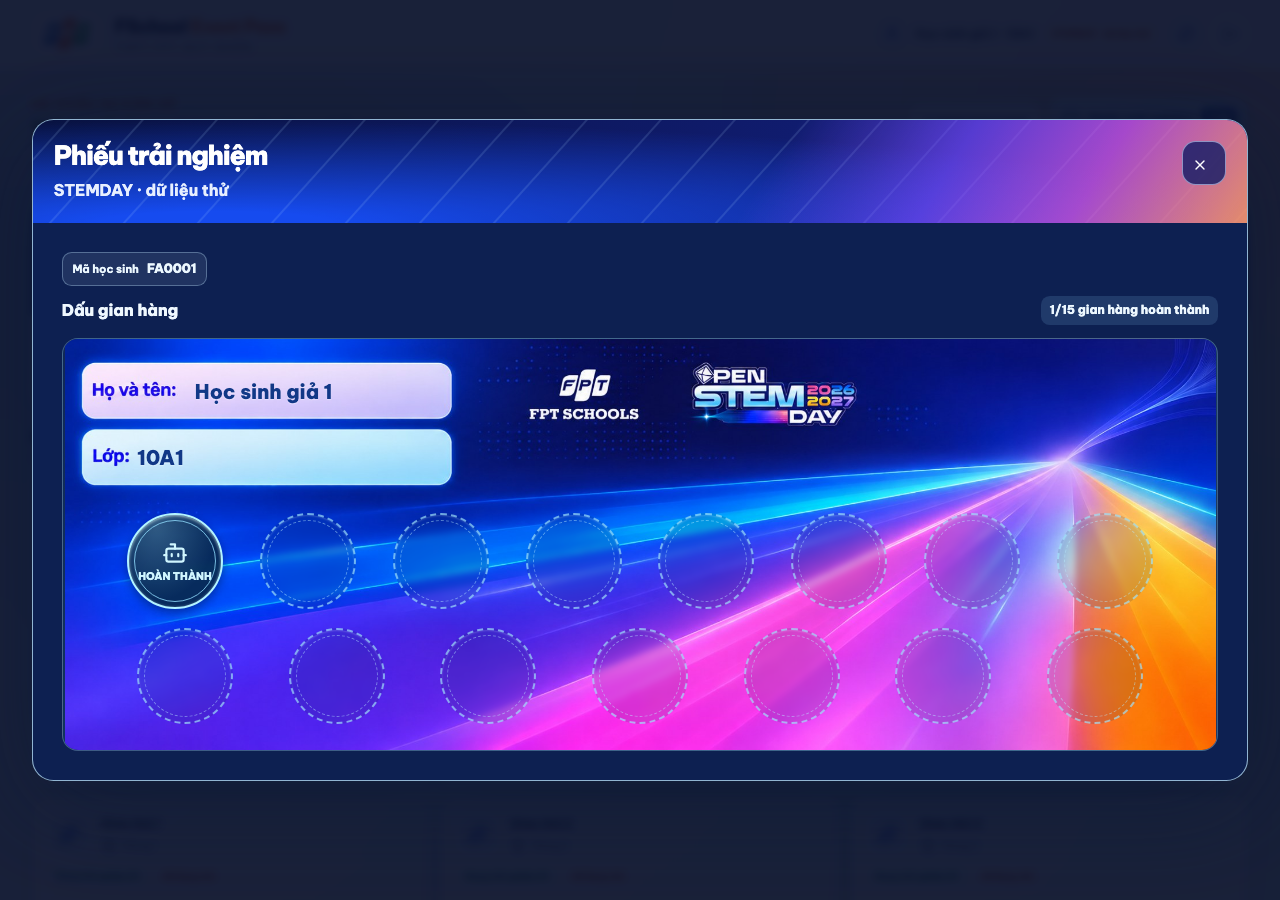 Phiếu trải nghiệm
STEMDAY · dữ liệu thử
×
Mã học sinh FA0001
Dấu gian hàng
1/15 gian hàng hoàn thành
Họ và tên: Học sinh giả 1
Lớp: 10A1
FPT
FPT SCHOOLS
OPEN
STEM
DAY
2026
2027
HOÀN THÀNH